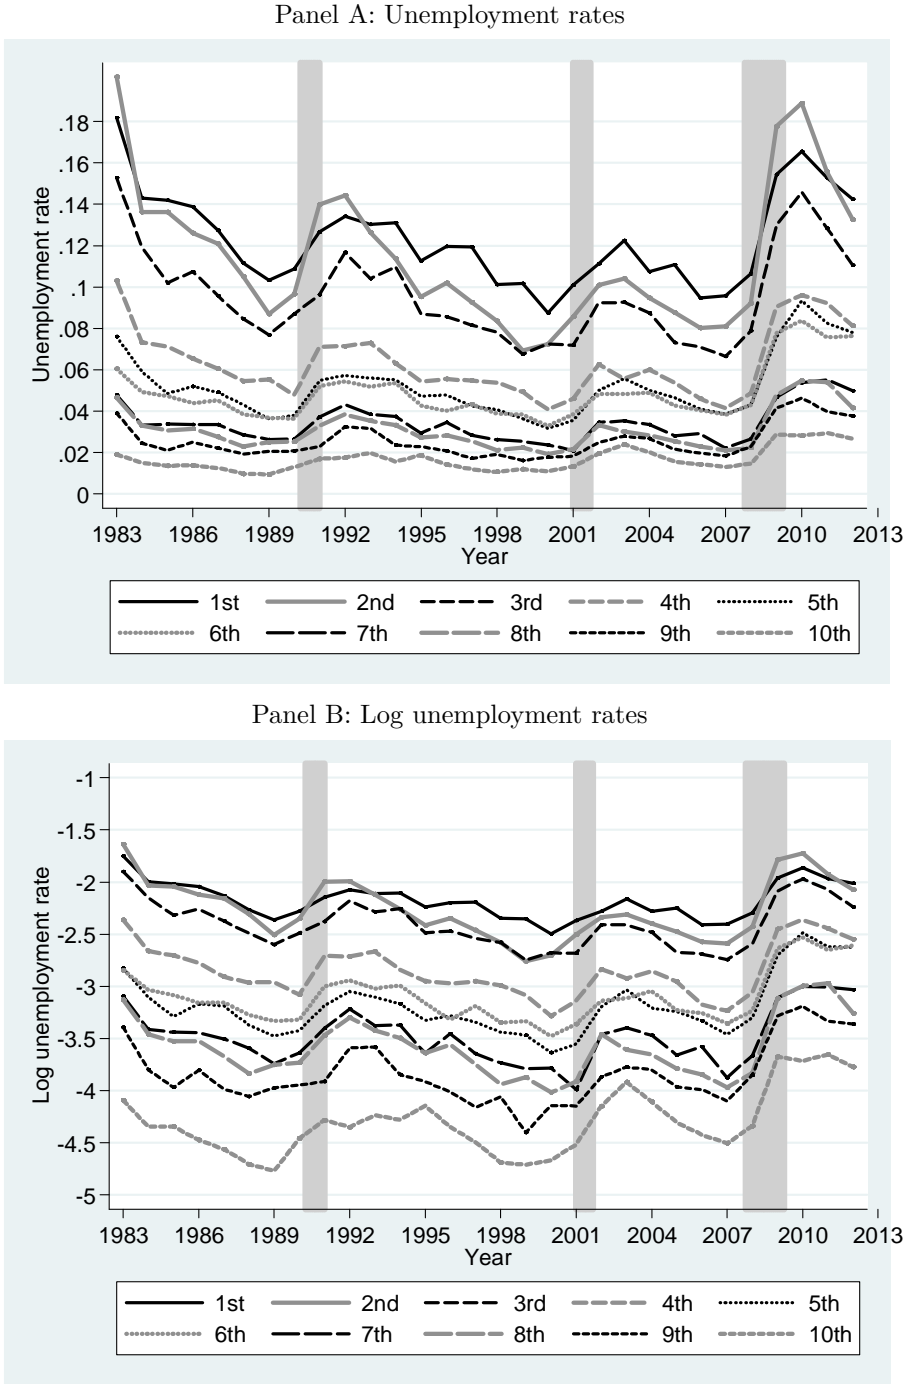 Panel A: Unemployment rates
Unemployment rate
.18
.16
.14
.12
.1
.08
.06
.04
.02
0
1983 1986 1989 1992 1995 1998 2001 2004 2007 2010 2013
Year
1st 2nd 3rd 4th 5th
6th 7th 8th 9th 10th
Panel B: Log unemployment rates
Log unemployment rate
-1
-1.5
-2
-2.5
-3
-3.5
-4
-4.5
-5
1983 1986 1989 1992 1995 1998 2001 2004 2007 2010 2013
Year
1st 2nd 3rd 4th 5th
6th 7th 8th 9th 10th